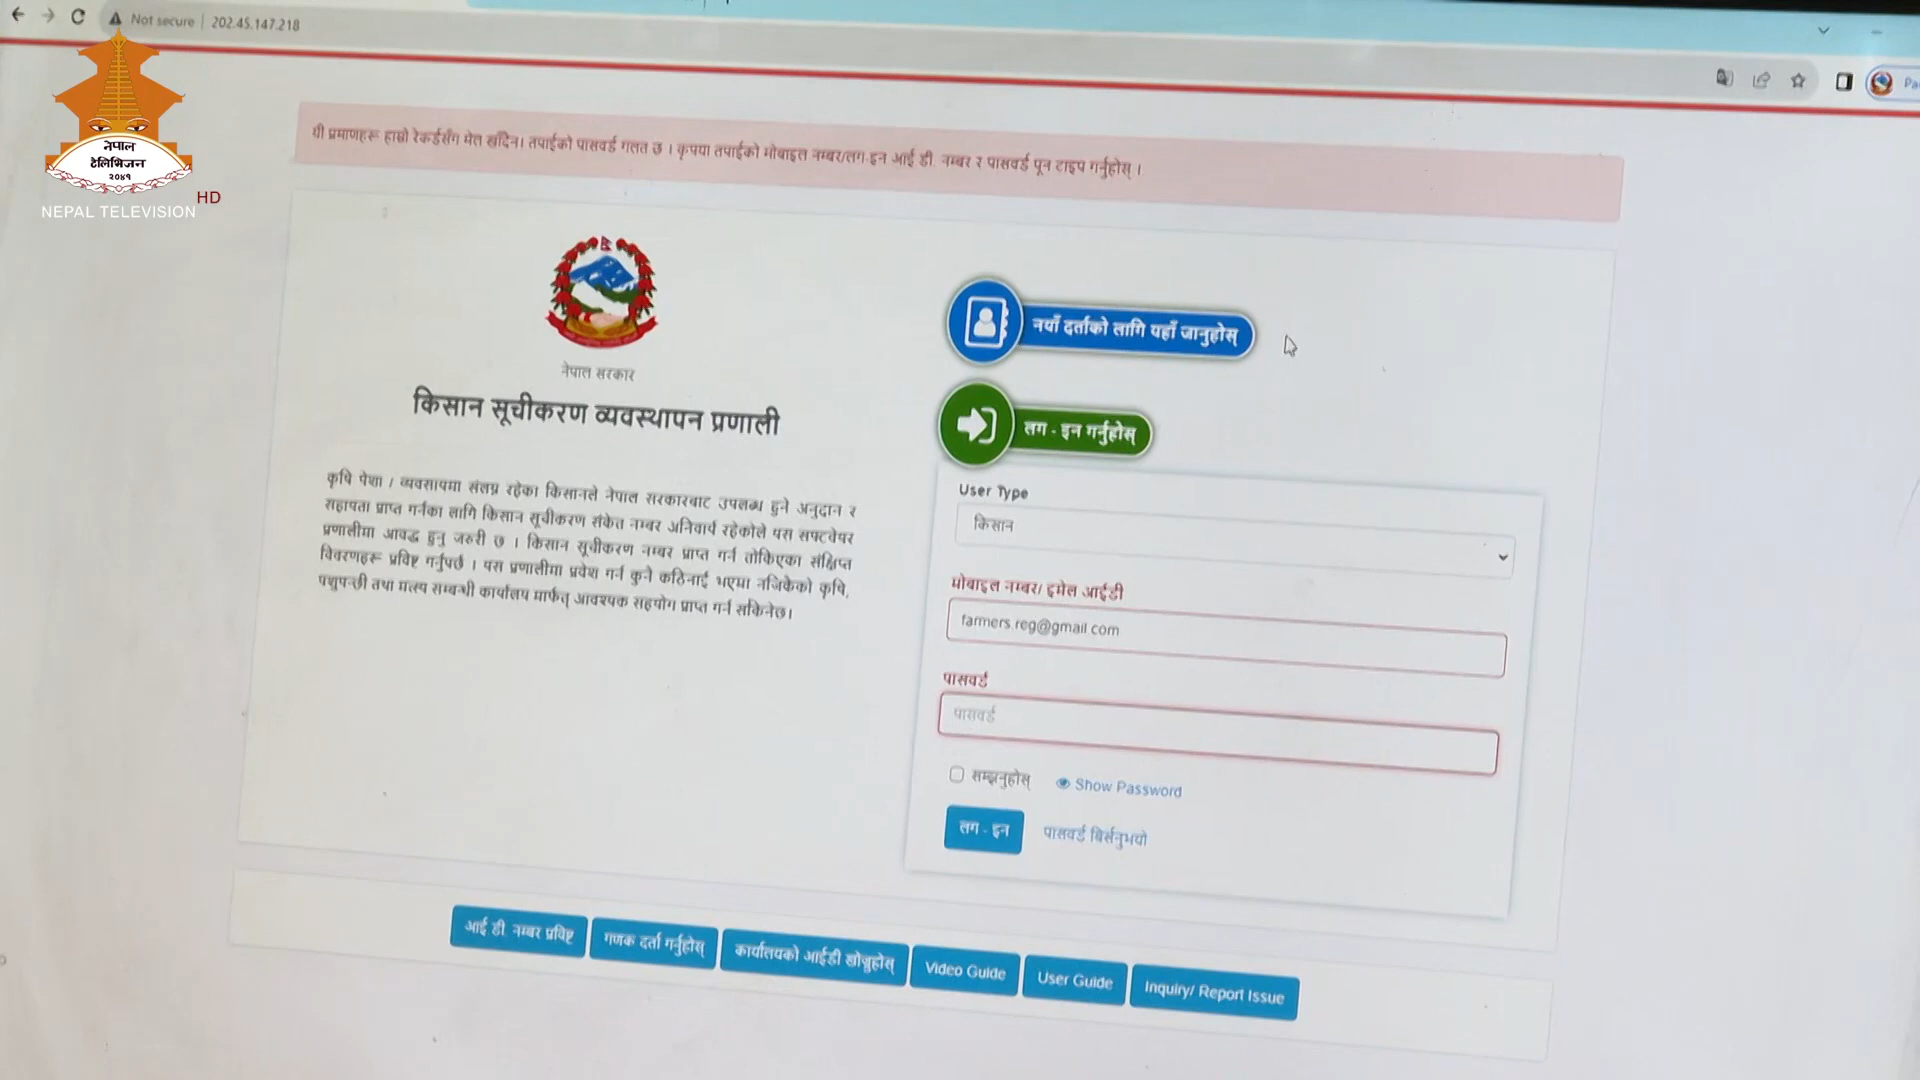 Not secure | 202.45.147.218
नेपाल
टेलिभिजन
२०४१
HD
NEPAL TELEVISION
यी प्रमाणहरू हाम्रो रेकर्डसँग मेल खाँदैन। तपाईको पासवर्ड गलत छ । कृपया तपाईको मोबाइल नम्बर/लग-इन आई डी. नम्बर र पासवर्ड पून टाइप गर्नुहोस् ।
नेपाल सरकार
किसान सूचीकरण व्यवस्थापन प्रणाली
कृषि पेशा / व्यवसायमा संलग्न रहेका किसानले नेपाल सरकारबाट उपलब्ध हुने अनुदान र
सहायता प्राप्त गर्नका लागि किसान सूचीकरण संकेत नम्बर अनिवार्य रहेकोले यस सफ्टवेयर
प्रणालीमा आवद्ध हुनु जरुरी छ । किसान सूचीकरण नम्बर प्राप्त गर्न तोकिएका संक्षिप्त
विवरणहरू प्रविष्ट गर्नुपर्छ । यस प्रणालीमा प्रवेश गर्न कुनै कठिनाई भएमा नजिकैको कृषि,
पशुपन्छी तथा मत्स्य सम्बन्धी कार्यालय मार्फत् आवश्यक सहयोग प्राप्त गर्न सकिनेछ।
नयाँ दर्ताको लागि यहाँ जानुहोस्
लग - इन गर्नुहोस्
User Type
किसान
मोबाइल नम्बर/ इमेल आईडी
farmers.reg@gmail.com
पासवर्ड
पासवर्ड
सम्झनुहोस्
Show Password
लग - इन
पासवर्ड बिर्सनुभयो
आई डी. नम्बर प्रविष्ट
गणक दर्ता गर्नुहोस्
कार्यालयको आईडी खोज्नुहोस्
Video Guide
User Guide
Inquiry/ Report Issue